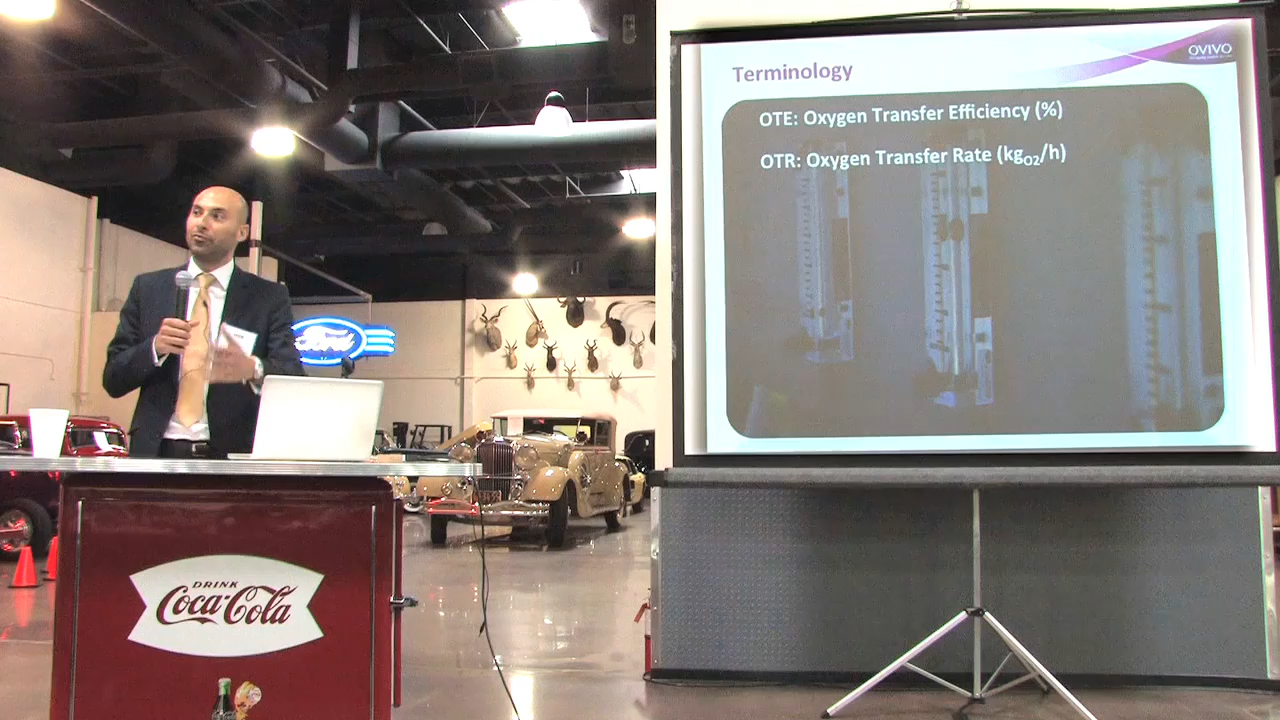 OVIVO
Terminology
OTE: Oxygen Transfer Efficiency (%)
OTR: Oxygen Transfer Rate (kgO2/h)
Ford
DRINK
Coca-Cola